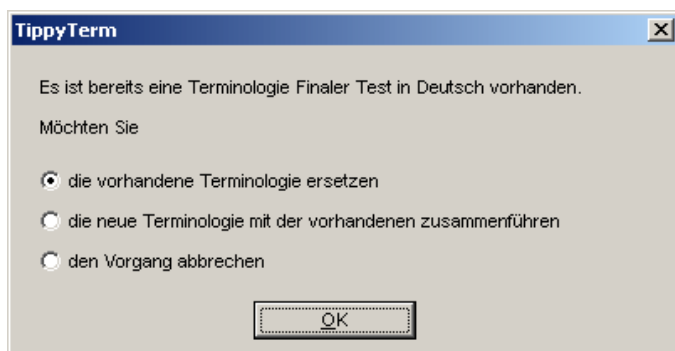 TippyTerm
Es ist bereits eine Terminologie Finaler Test in Deutsch vorhanden.
Möchten Sie
die vorhandene Terminologie ersetzen
die neue Terminologie mit der vorhandenen zusammenführen
den Vorgang abbrechen
OK